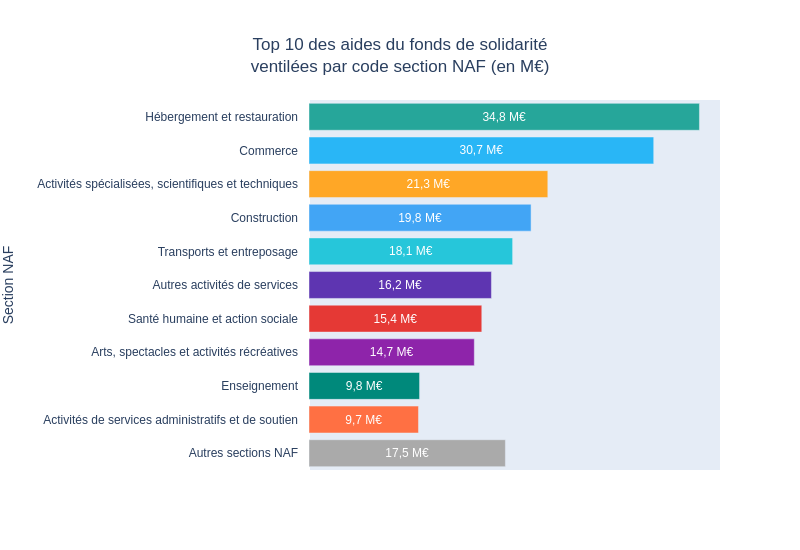 Top 10 des aides du fonds de solidarité
ventilées par code section NAF (en M€)
Section NAF
Hébergement et restauration 34,8 M€
Commerce 30,7 M€
Activités spécialisées, scientifiques et techniques 21,3 M€
Construction 19,8 M€
Transports et entreposage 18,1 M€
Autres activités de services 16,2 M€
Santé humaine et action sociale 15,4 M€
Arts, spectacles et activités récréatives 14,7 M€
Enseignement 9,8 M€
Activités de services administratifs et de soutien 9,7 M€
Autres sections NAF 17,5 M€